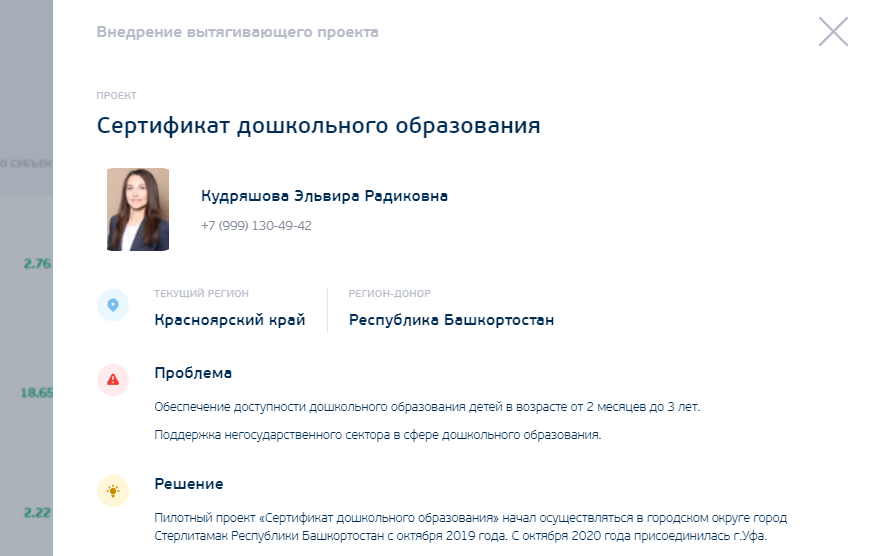 Внедрение вытягивающего проекта
ПРОЕКТ
Сертификат дошкольного образования
О СУБЪЕК
Кудряшова Эльвира Радиковна
+7 (999) 130-49-42
2.76
ТЕКУЩИЙ РЕГИОН
РЕГИОН-ДОНОР
Красноярский край
Республика Башкортостан
Проблема
18.65
Обеспечение доступности дошкольного образования детей в возрасте от 2 месяцев до 3 лет.
Поддержка негосударственного сектора в сфере дошкольного образования.
Решение
2.22
Пилотный проект «Сертификат дошкольного образования» начал осуществляться в городском округе город
Стерлитамак Республики Башкортостан с октября 2019 года. С октября 2020 года присоединилась г.Уфа.